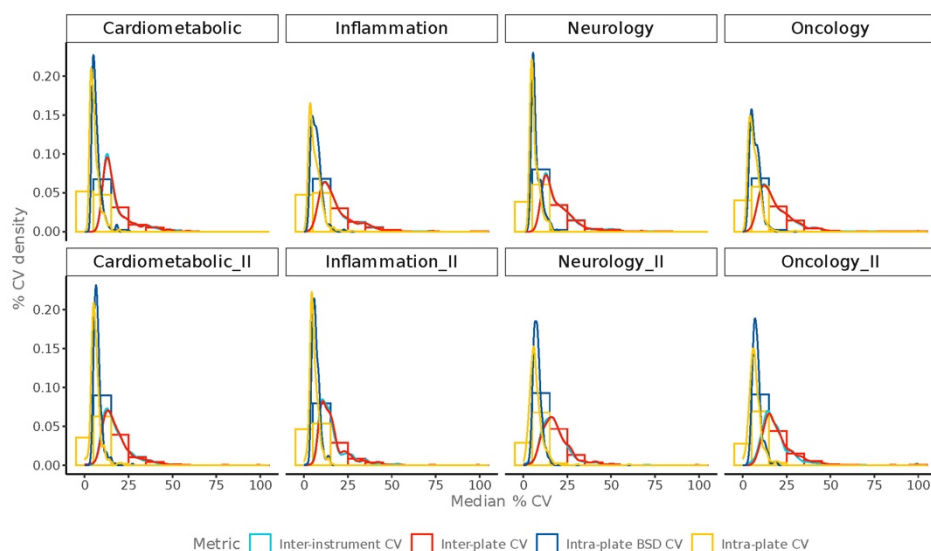 Cardiometabolic Inflammation Neurology Oncology
0.20
0.15
0.10
0.05
0.00
Cardiometabolic_II Inflammation_II Neurology_II Oncology_II
0.20
0.15
0.10
0.05
0.00
0 25 50 75 100 0 25 50 75 100 0 25 50 75 100 0 25 50 75 100
% CV density
Median % CV
Metric Inter-instrument CV Inter-plate CV Intra-plate BSD CV Intra-plate CV